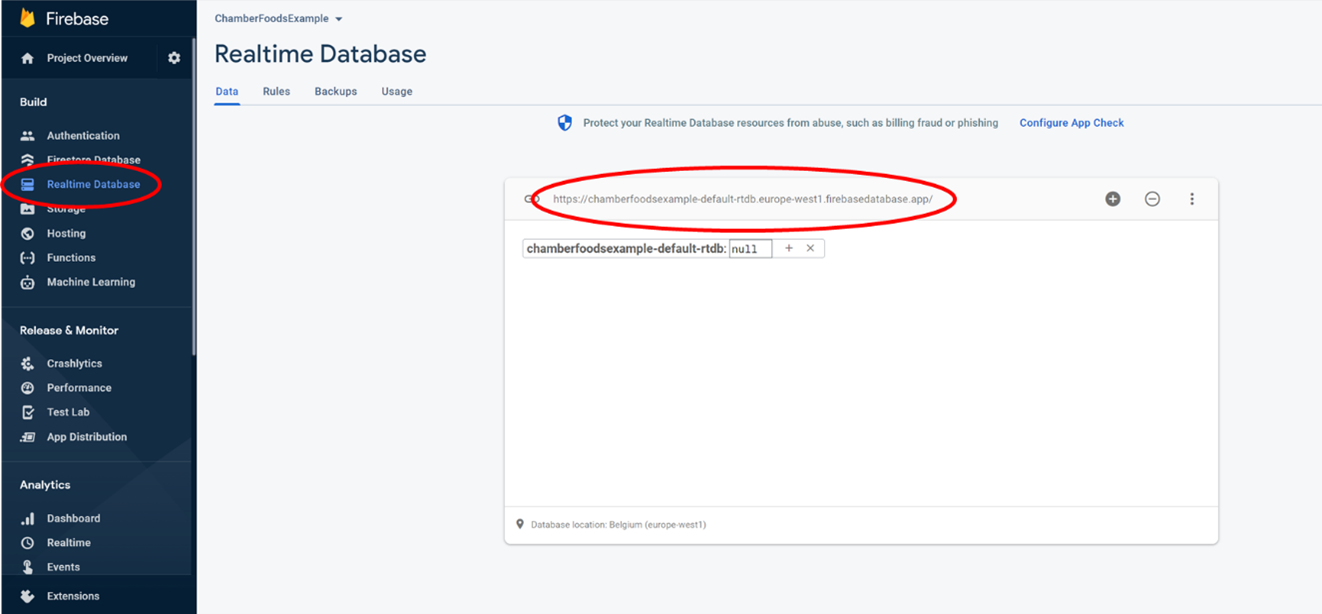 Firebase
Project Overview
Build
Authentication
Firestore Database
Realtime Database
Storage
Hosting
Functions
Machine Learning
Release & Monitor
Crashlytics
Performance
Test Lab
App Distribution
Analytics
Dashboard
Realtime
Events
Extensions
ChamberFoodsExample
Realtime Database
Data Rules Backups Usage
Protect your Realtime Database resources from abuse, such as billing fraud or phishing Configure App Check
https://chamberfoodsexample-default-rtdb.europe-west1.firebasedatabase.app/
chamberfoodsexample-default-rtdb: null
Database location: Belgium (europe-west1)